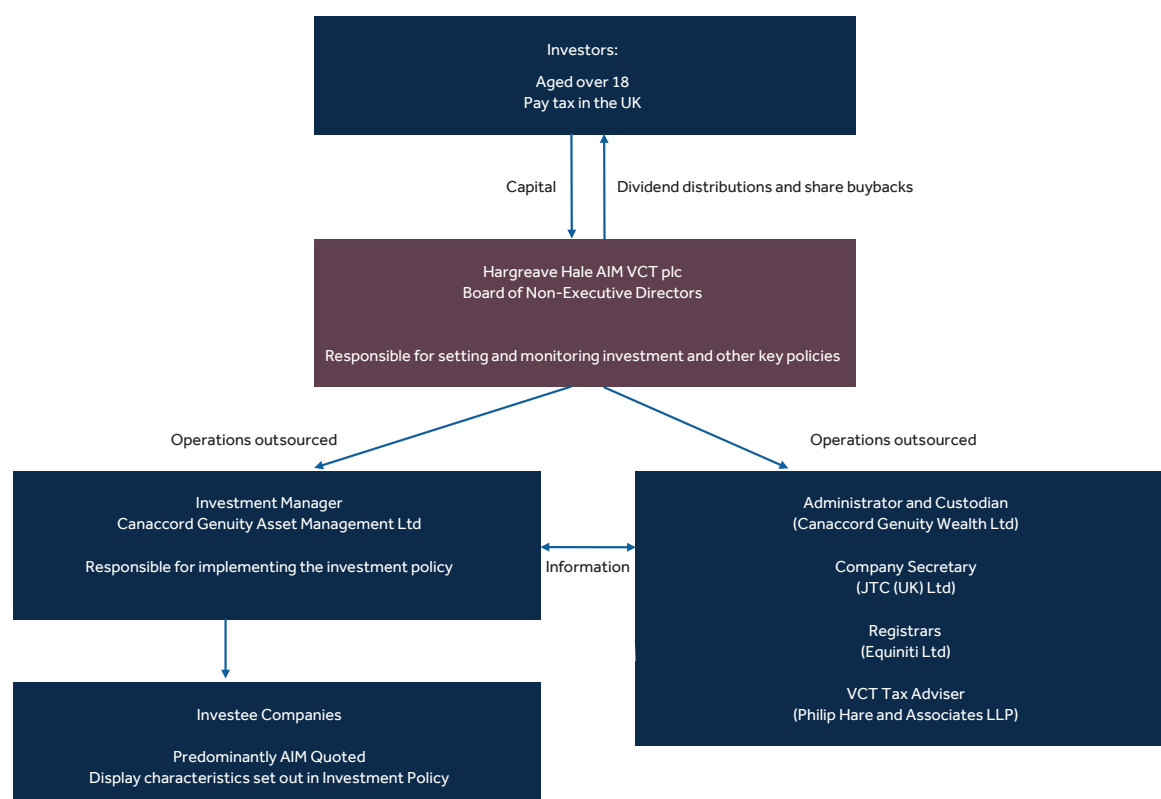 Investors:
Aged over 18
Pay tax in the UK
Capital
Dividend distributions and share buybacks
Hargreave Hale AIM VCT plc
Board of Non-Executive Directors
Responsible for setting and monitoring investment and other key policies
Operations outsourced
Operations outsourced
Investment Manager
Canaccord Genuity Asset Management Ltd
Responsible for implementing the investment policy
Information
Administrator and Custodian
(Canaccord Genuity Wealth Ltd)
Company Secretary
(JTC (UK) Ltd)
Registrars
(Equiniti Ltd)
VCT Tax Adviser
(Philip Hare and Associates LLP)
Investee Companies
Predominantly AIM Quoted
Display characteristics set out in Investment Policy